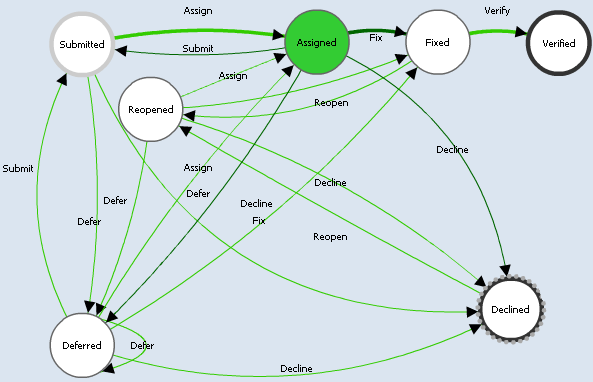 Assign
Verify
Submitted
Assigned
Fix
Fixed
Verified
Submit
Assign
Reopened
Reopen
Decline
Submit
Assign
Decline
Defer
Defer
Decline
Defer
Fix
Reopen
Declined
Deferred
Defer
Decline